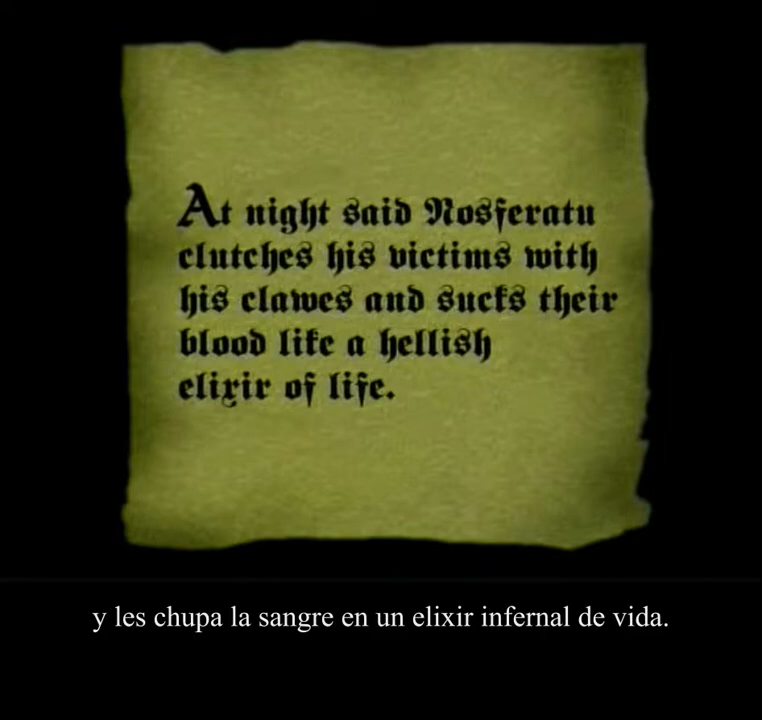 At night said Nosferatu
clutches his victims with
his clawes and sucks their
blood like a hellish
elixir of life.
y les chupa la sangre en un elixir infernal de vida.